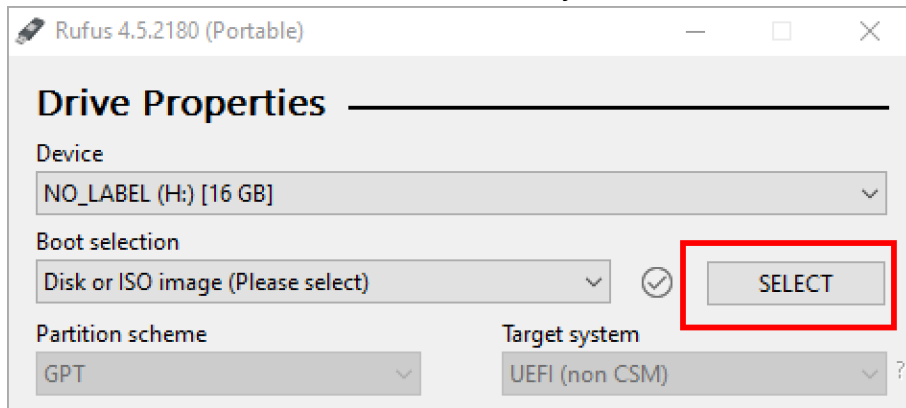 Rufus 4.5.2180 (Portable)
Drive Properties
Device
NO_LABEL (H:) [16 GB]
Boot selection
Disk or ISO image (Please select)
SELECT
Partition scheme
Target system
GPT
UEFI (non CSM)
?